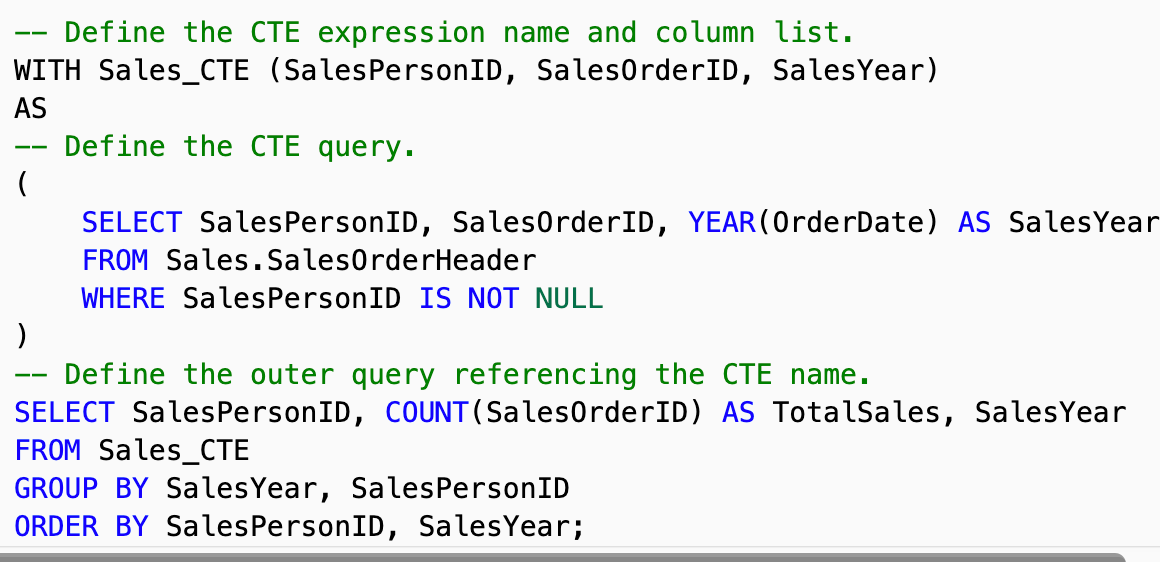 -- Define the CTE expression name and column list.
WITH Sales_CTE (SalesPersonID, SalesOrderID, SalesYear)
AS
-- Define the CTE query.
(
    SELECT SalesPersonID, SalesOrderID, YEAR(OrderDate) AS SalesYear
    FROM Sales.SalesOrderHeader
    WHERE SalesPersonID IS NOT NULL
)
-- Define the outer query referencing the CTE name.
SELECT SalesPersonID, COUNT(SalesOrderID) AS TotalSales, SalesYear
FROM Sales_CTE
GROUP BY SalesYear, SalesPersonID
ORDER BY SalesPersonID, SalesYear;